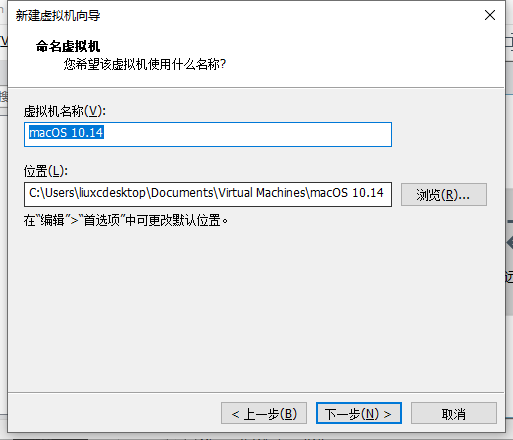 新建虚拟机向导
命名虚拟机
您希望该虚拟机使用什么名称?
虚拟机名称(V):
macOS 10.14
位置(L):
C:\Users\liuxcdesktop\Documents\Virtual Machines\macOS 10.14
浏览(R)...
在“编辑”>“首选项”中可更改默认位置。
< 上一步(B)
下一步(N) >
取消